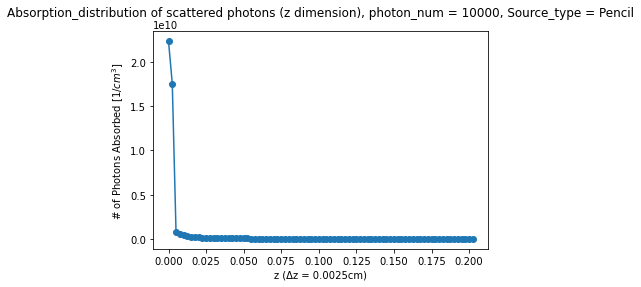 Absorption_distribution of scattered photons (z dimension), photon_num = 10000, Source_type = Pencil
1e10
# of Photons Absorbed [1/cm³]
2.0
1.5
1.0
0.5
0.0
0.000 0.025 0.050 0.075 0.100 0.125 0.150 0.175 0.200
z (Δz = 0.0025cm)